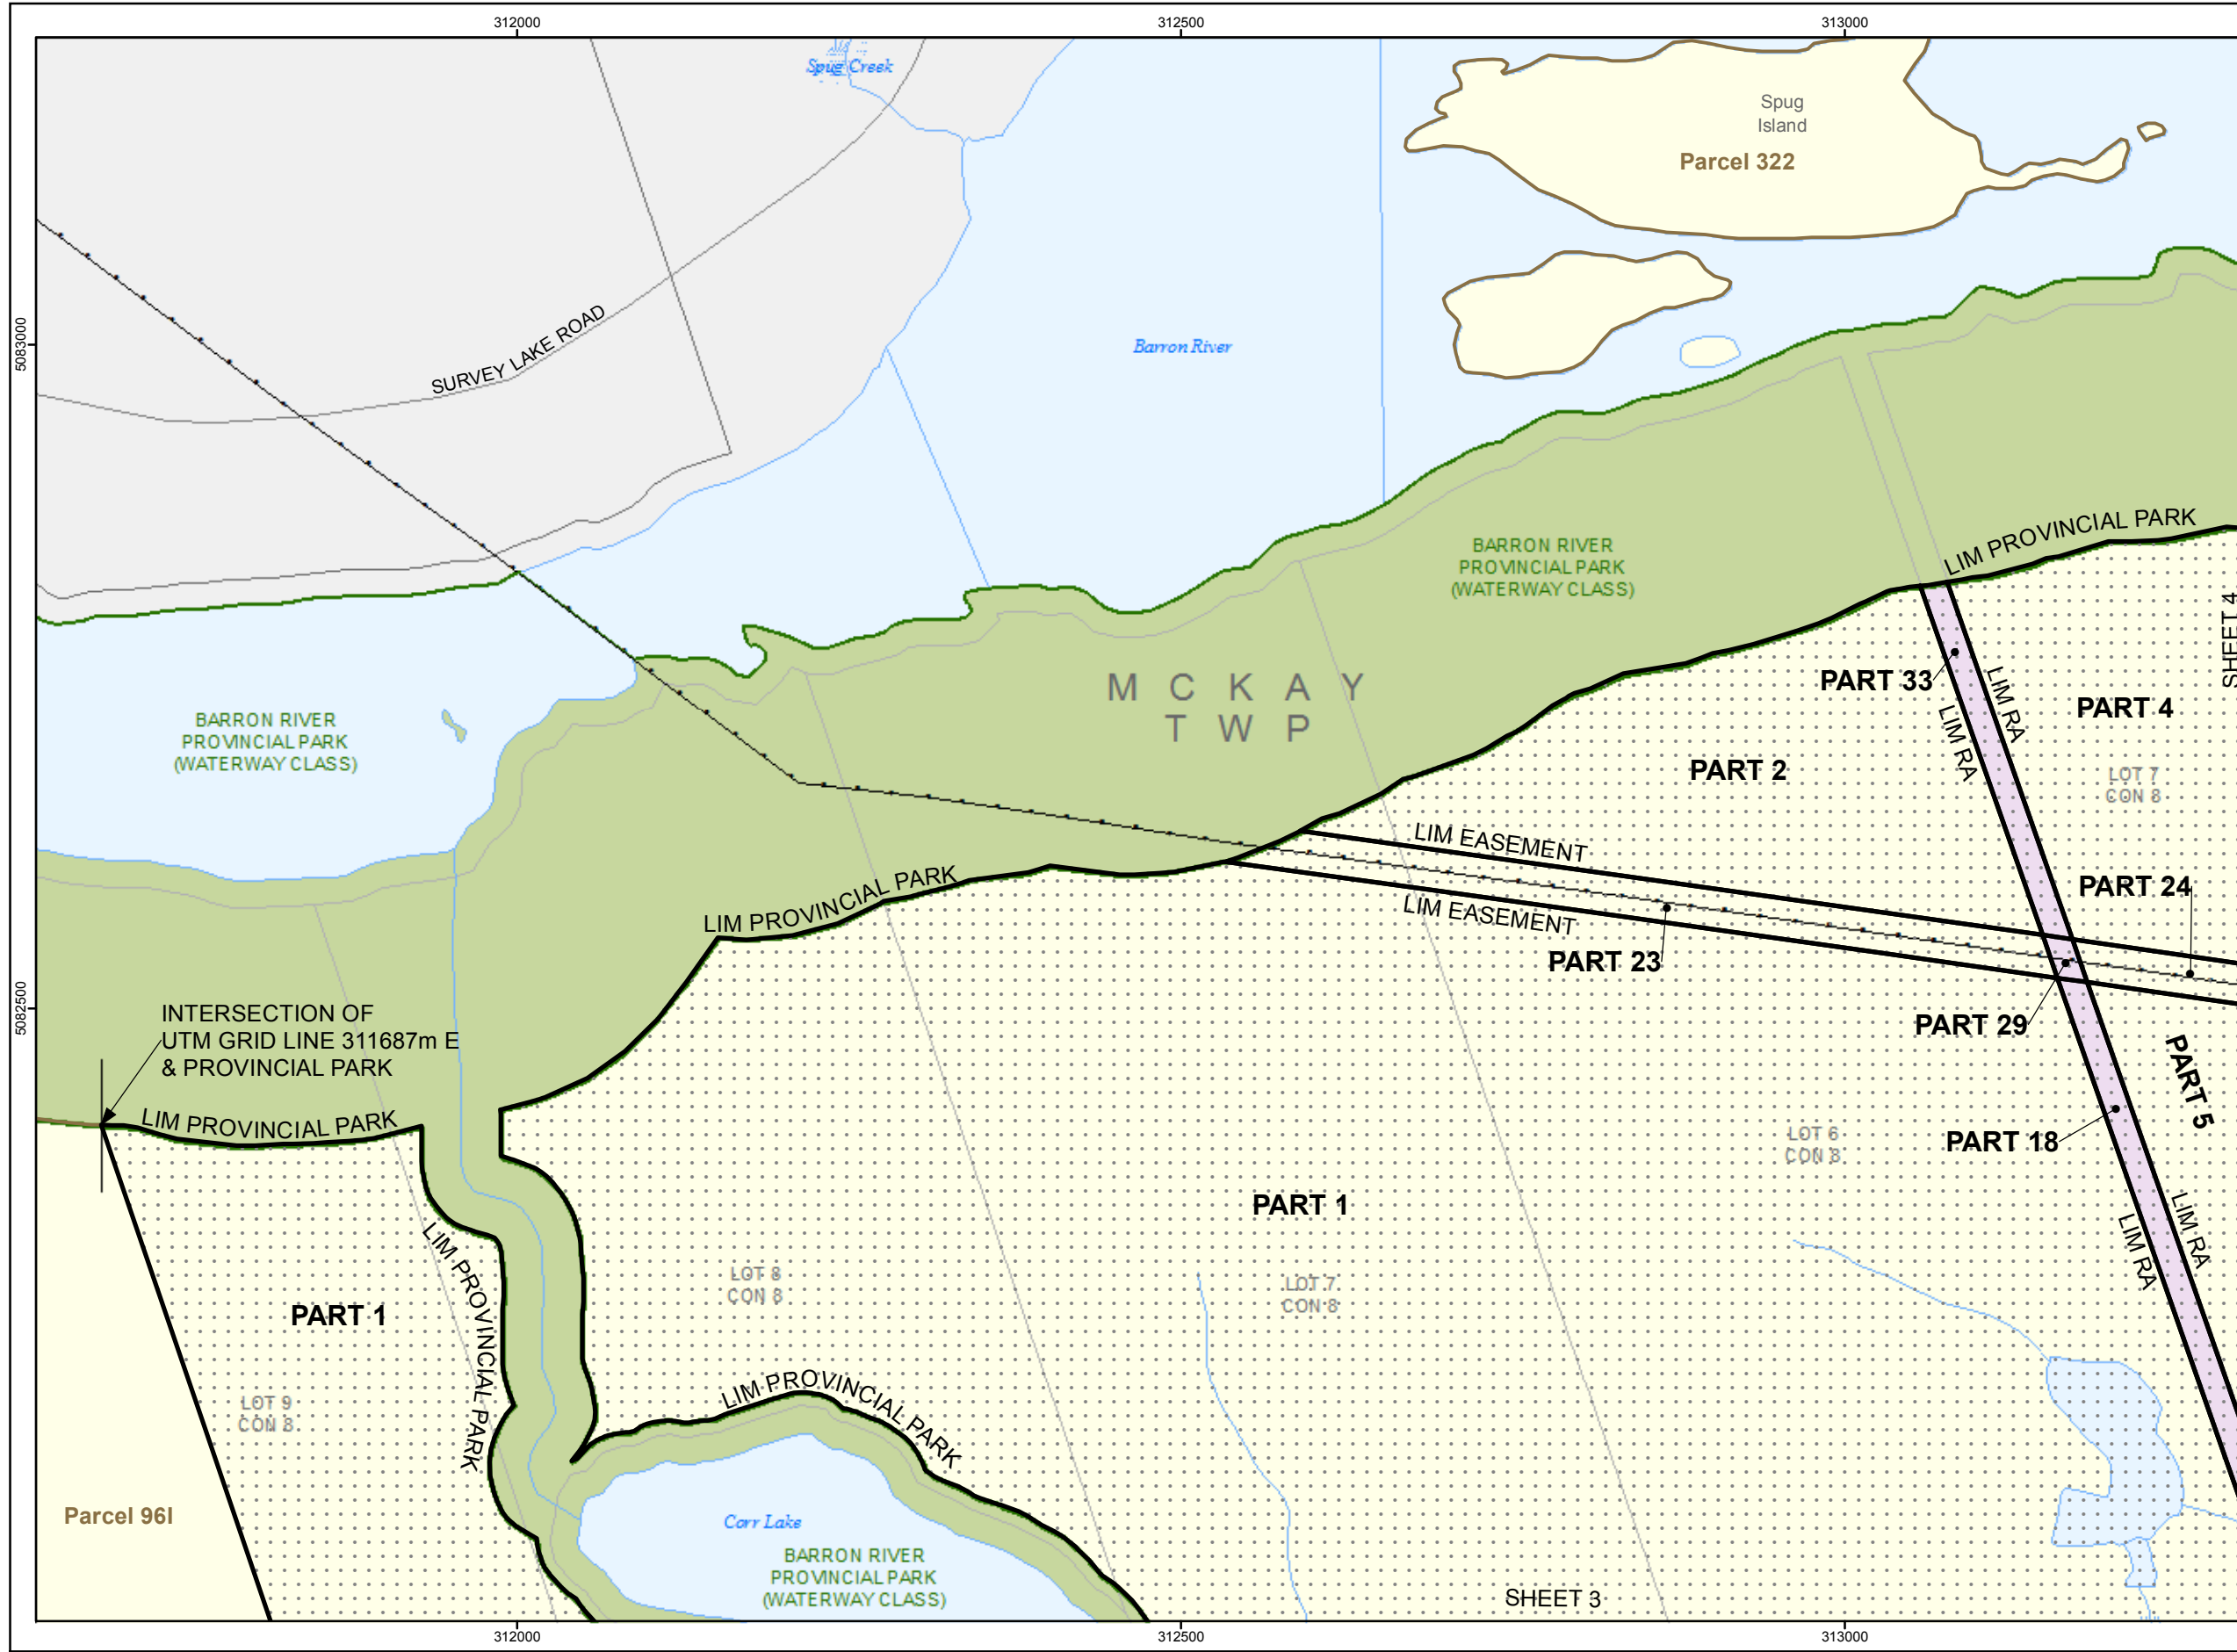 312000
312500
313000
Spug Creek
Spug
Island
Parcel 322
5083000
SURVEY LAKE ROAD
Barron River
BARRON RIVER
PROVINCIAL PARK
(WATERWAY CLASS)
LIM PROVINCIAL PARK
SHEET 4
MCKAY
TWP
PART 33
LIM RA
LIM RA
PART 4
BARRON RIVER
PROVINCIAL PARK
(WATERWAY CLASS)
PART 2
LOT 7
CON 8
LIM EASEMENT
LIM PROVINCIAL PARK
LIM EASEMENT
PART 24
PART 23
5082500
INTERSECTION OF
UTM GRID LINE 311687m E
& PROVINCIAL PARK
PART 29
PART 5
LIM PROVINCIAL PARK
PART 18
LOT 6
CON 8
PART 1
LIM RA
LIM RA
LIM PROVINCIAL PARK
LOT 8
CON 8
LOT 7
CON 8
PART 1
LIM PROVINCIAL PARK
LOT 9
CON 8
Parcel 96I
Corr Lake
BARRON RIVER
PROVINCIAL PARK
(WATERWAY CLASS)
SHEET 3
312000
312500
313000